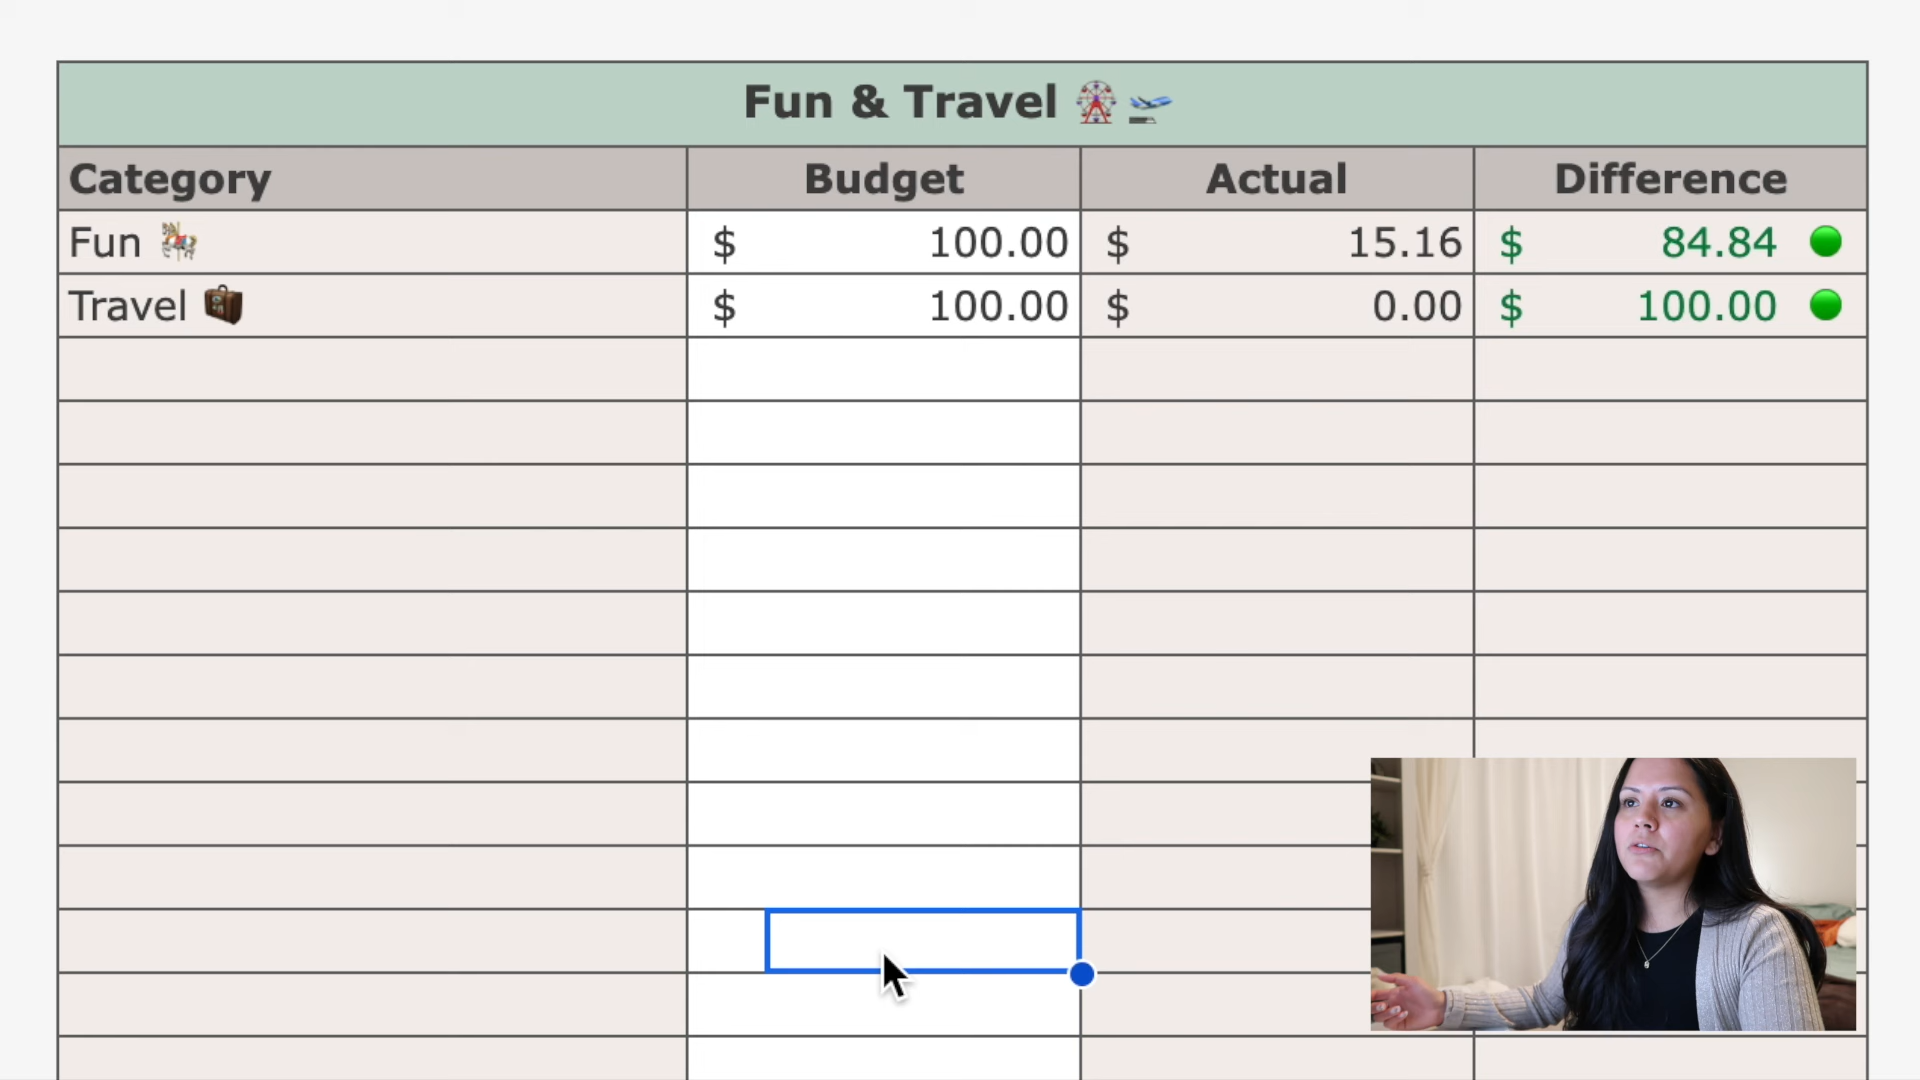 Fun & Travel 🎡🛫
Category Budget Actual Difference
Fun 🎠 $ 100.00 $ 15.16 $ 84.84 🟢
Travel 🧳 $ 100.00 $ 0.00 $ 100.00 🟢